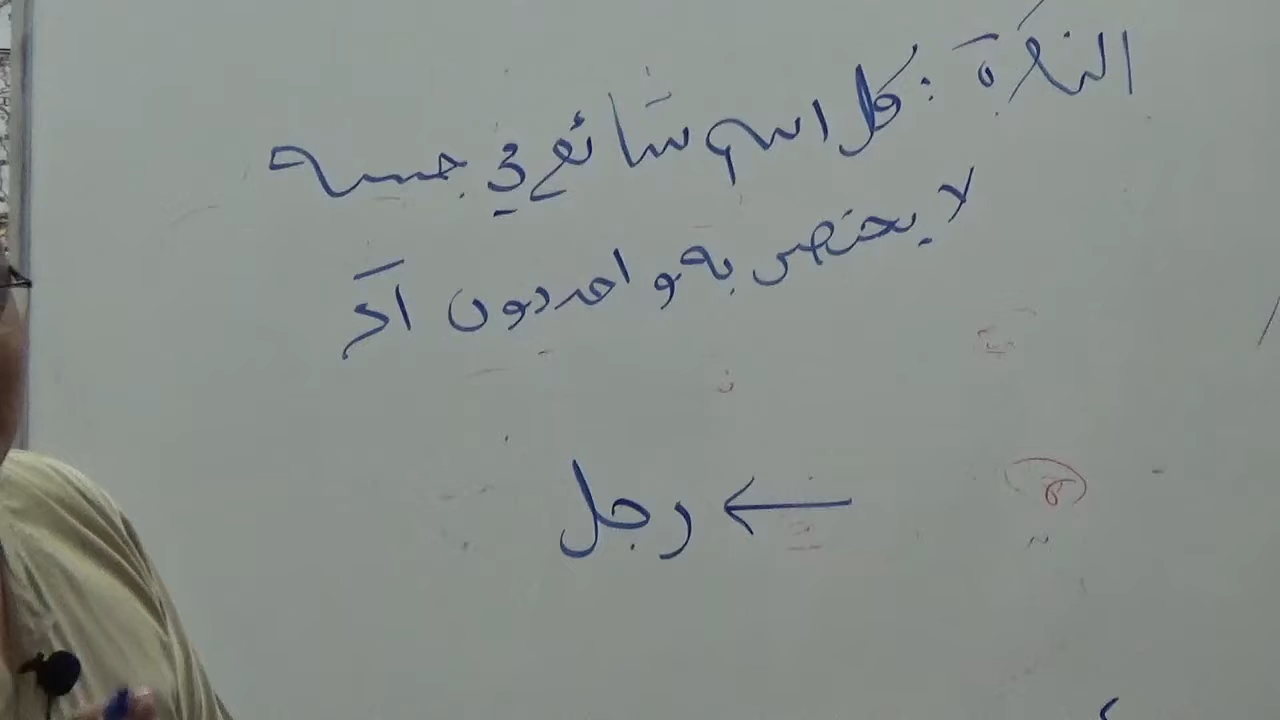 النكرة : كل اسم شائع في جنسه
لا يختص به واحد دون آخر
← رجل